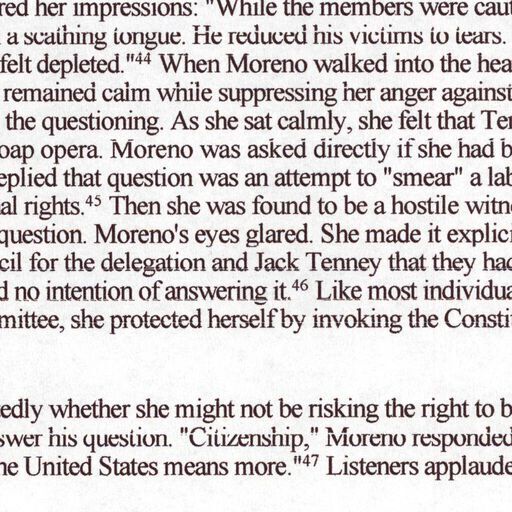 red her impressions: "While the members were caut
a scathing tongue. He reduced his victims to tears.
felt depleted."44 When Moreno walked into the hea
remained calm while suppressing her anger against
the questioning. As she sat calmly, she felt that Ten
oap opera. Moreno was asked directly if she had b
eplied that question was an attempt to "smear" a lab
al rights.45 Then she was found to be a hostile witn
question. Moreno's eyes glared. She made it explici
cil for the delegation and Jack Tenney that they had
d no intention of answering it.46 Like most individua
mittee, she protected herself by invoking the Constit
edly whether she might not be risking the right to b
swer his question. "Citizenship," Moreno responded
he United States means more."47 Listeners applaude